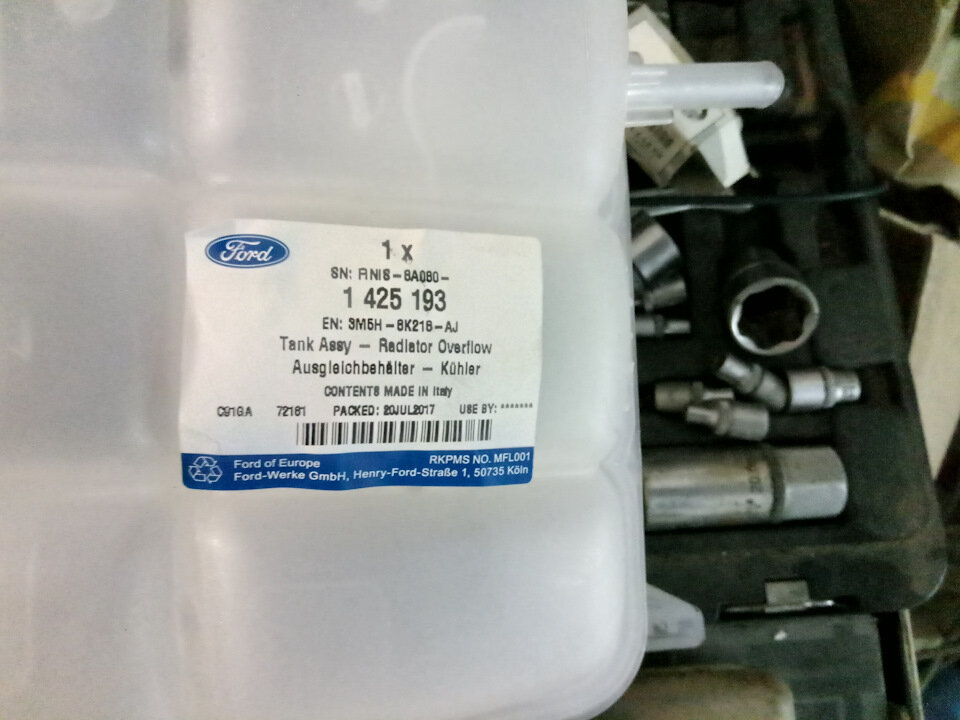 Ford
1 x
SN: FINIS-8A080-
1 425 193
EN: 3M5H-8K218-AJ
Tank Assy - Radiator Overflow
Ausgleichbehälter - Kühler
CONTENTS MADE IN Italy
C91GA 72161 PACKED: 20JUL2017 USE BY: *******
RKPMS NO. MFL001
Ford of Europe
Ford-Werke GmbH, Henry-Ford-Straße 1, 50735 Köln